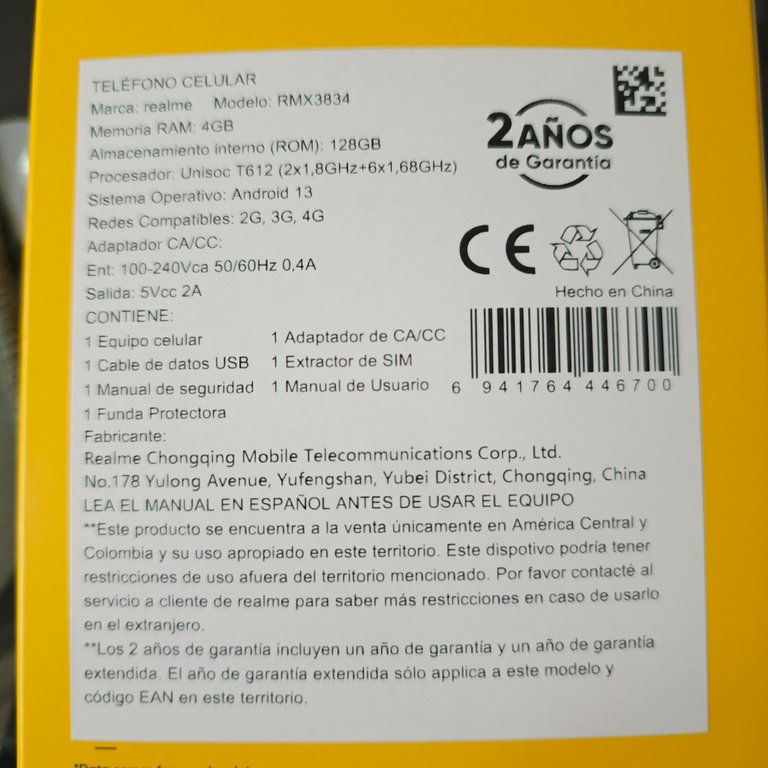 TELÉFONO CELULAR
Marca: realme Modelo: RMX3834
Memoria RAM: 4GB
Almacenamiento interno (ROM): 128GB
Procesador: Unisoc T612 (2x1,8GHz+6x1,68GHz)
Sistema Operativo: Android 13
Redes Compatibles: 2G, 3G, 4G
Adaptador CA/CC:
Ent: 100-240Vca 50/60Hz 0,4A
Salida: 5Vcc 2A
2 AÑOS
de Garantía
CE
Hecho en China
6 941764 446700
CONTIENE:
1 Equipo celular 1 Adaptador de CA/CC
1 Cable de datos USB 1 Extractor de SIM
1 Manual de seguridad 1 Manual de Usuario
1 Funda Protectora
Fabricante:
Realme Chongqing Mobile Telecommunications Corp., Ltd.
No.178 Yulong Avenue, Yufengshan, Yubei District, Chongqing, China
LEA EL MANUAL EN ESPAÑOL ANTES DE USAR EL EQUIPO
**Este producto se encuentra a la venta únicamente en América Central y
Colombia y su uso apropiado en este territorio. Este dispotivo podría tener
restricciones de uso afuera del territorio mencionado. Por favor contacté al
servicio a cliente de realme para saber más restricciones en caso de usarlo
en el extranjero.
**Los 2 años de garantía incluyen un año de garantía y un año de garantía
extendida. El año de garantía extendida sólo applica a este modelo y
código EAN en este territorio.